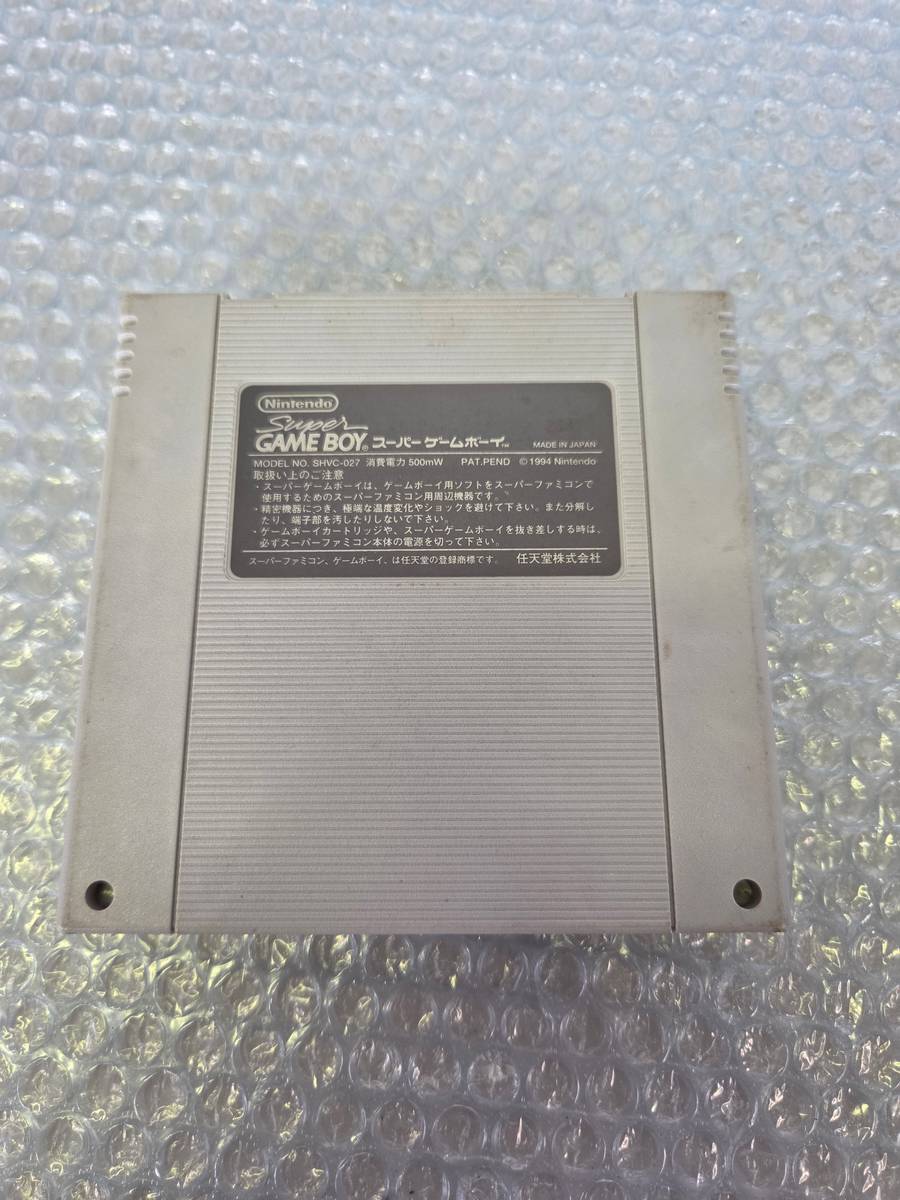 Nintendo
Super
GAME BOY® スーパーゲームボーイ™ MADE IN JAPAN
MODEL NO. SHVC-027 消費電力 500mW PAT.PEND ©1994 Nintendo
取扱い上のご注意
・スーパーゲームボーイは、ゲームボーイ用ソフトをスーパーファミコンで
使用するためのスーパーファミコン用周辺機器です。
・精密機器につき、極端な温度変化やショックを避けて下さい。また分解し
たり、端子部を汚したりしないで下さい。
・ゲームボーイカートリッジや、スーパーゲームボーイを抜き差しする時は、
必ずスーパーファミコン本体の電源を切って下さい。
スーパーファミコン、ゲームボーイ、は任天堂の登録商標です。 任天堂株式会社